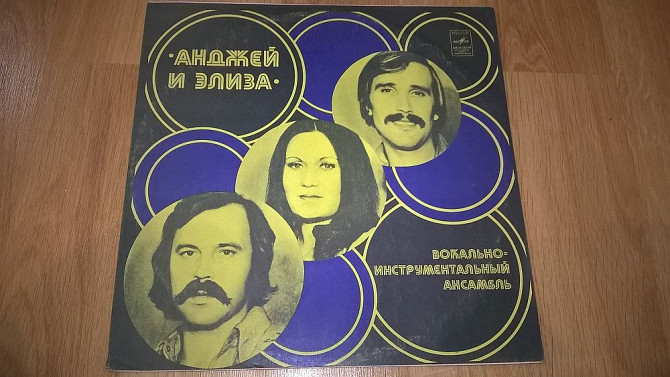 ·АНДЖЕЙ
И ЭЛИЗА·
ВОКАЛЬНО-
ИНСТРУМЕНТАЛЬНЫЙ
АНСАМБЛЬ